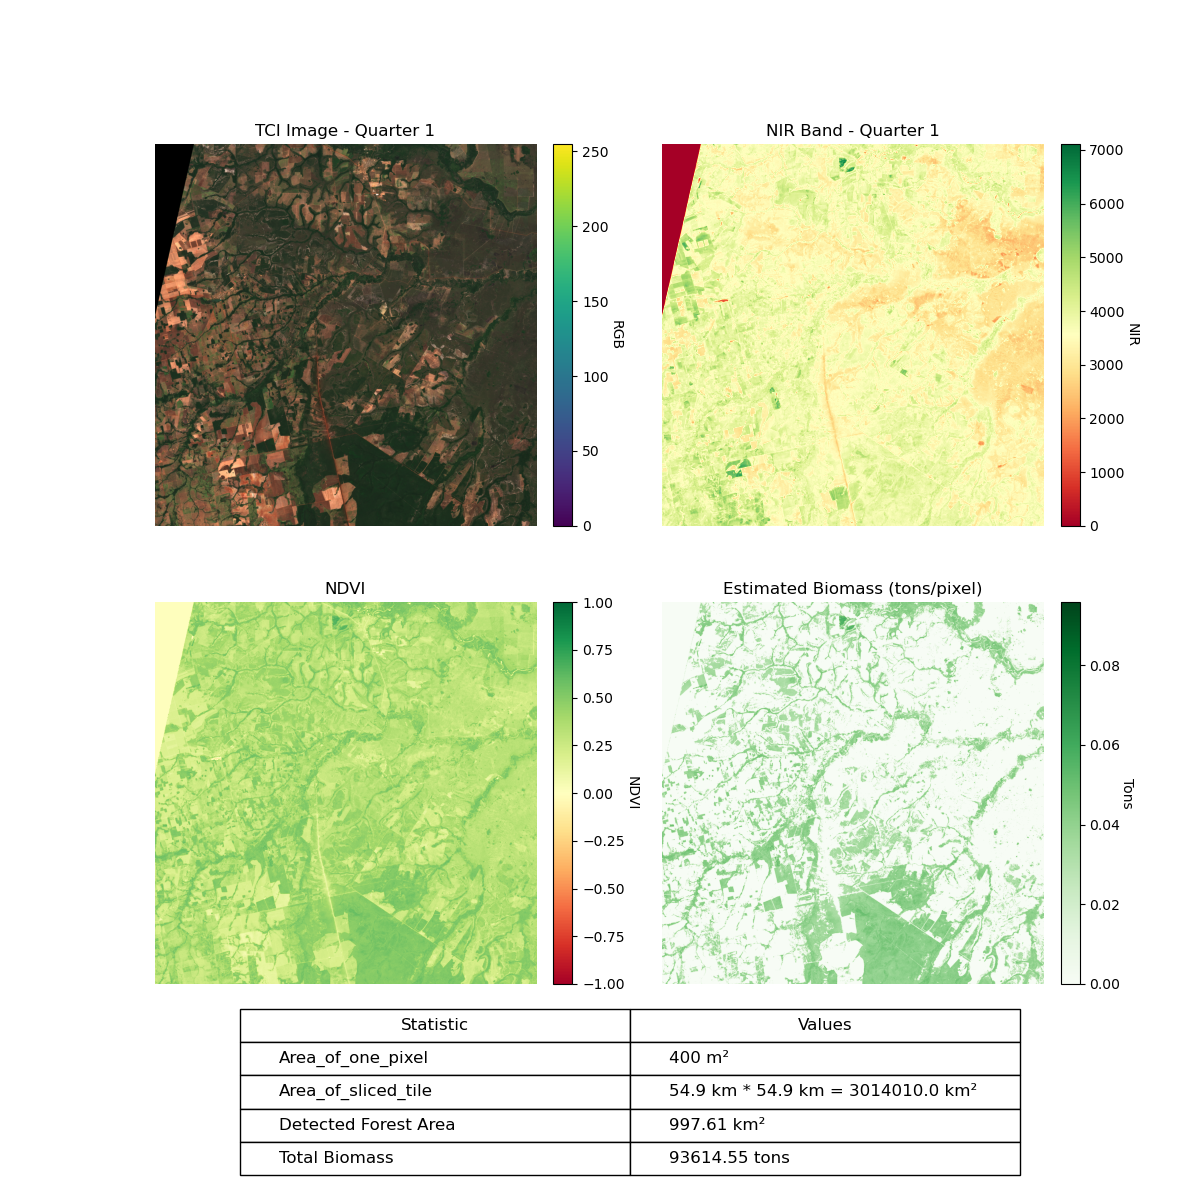 TCI Image - Quarter 1
250
200
150
100
50
0
RGB
NIR Band - Quarter 1
7000
6000
5000
4000
3000
2000
1000
0
NIR
NDVI
1.00
0.75
0.50
0.25
0.00
−0.25
−0.50
−0.75
−1.00
NDVI
Estimated Biomass (tons/pixel)
0.08
0.06
0.04
0.02
0.00
Tons
Statistic Values
Area_of_one_pixel 400 m²
Area_of_sliced_tile 54.9 km * 54.9 km = 3014010.0 km²
Detected Forest Area 997.61 km²
Total Biomass 93614.55 tons